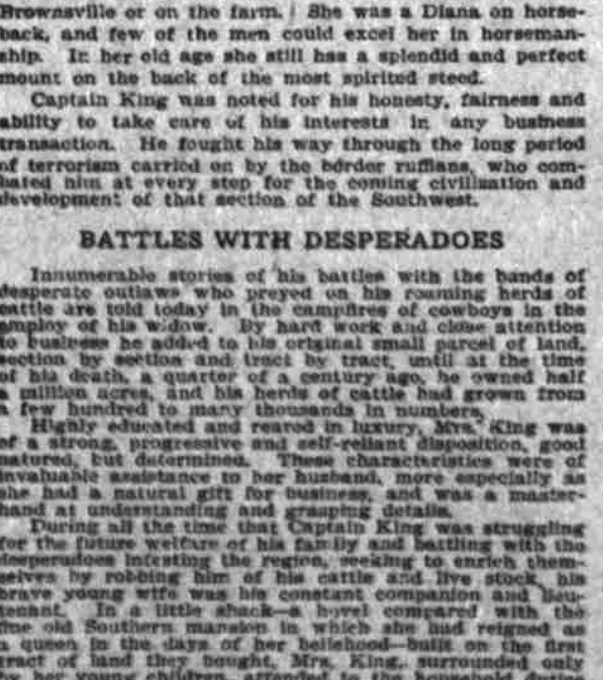 Brownsville or on the farm. She was a Diana on horse-
back, and few of the men could excel her in horseman-
ship. In her old age she still has a splendid and perfect
mount on the back of the most spirited steed.
Captain King was noted for his honesty, fairness and
ability to take care of his interests in any business
transaction. He fought his way through the long period
of terrorism carried on by the border ruffians, who com-
bated him at every step for the coming civilization and
development of that section of the Southwest.
BATTLES WITH DESPERADOES
Innumerable stories of his battles with the bands of
desperate outlaws who preyed on his roaming herds of
cattle are told today in the campfires of cowboys in the
employ of his widow. By hard work and close attention
to business he added to his original small parcel of land,
section by section and tract by tract, until at the time
of his death, a quarter of a century ago, he owned half
a million acres, and his herds of cattle had grown from
a few hundred to many thousands in numbers.
Highly educated and reared in luxury, Mrs. King was
of a strong, progressive and self-reliant disposition, good
natured, but determined. These characteristics were of
invaluable assistance to her husband, more especially as
she had a natural gift for business, and was a master-
hand at understanding and grasping details.
During all the time that Captain King was struggling
for the future welfare of his family and battling with the
desperadoes infesting the region, seeking to enrich them-
selves by robbing him of his cattle and live stock, his
brave young wife was his constant companion and lieu-
tenant. In a little shack—a hovel compared with the
fine old Southern mansion in which she had reigned as
a queen in the days of her bellehood—built on the first
tract of land they bought, Mrs. King, surrounded only
by her young children, attended to the household duties